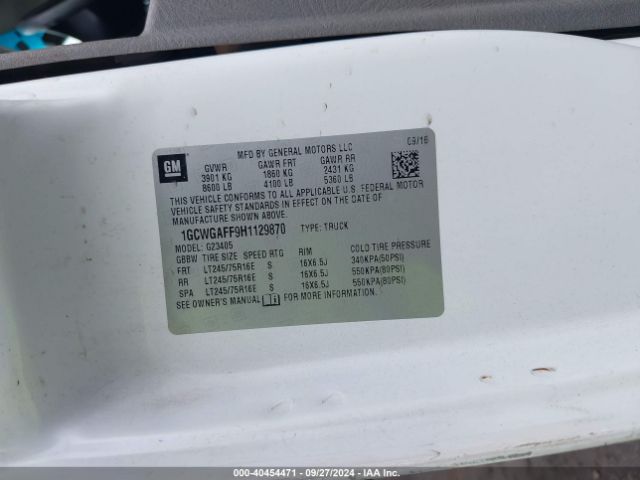 GM
MFD BY GENERAL MOTORS LLC 09/16
GVWR GAWR FRT GAWR RR
3901 KG 1860 KG 2431 KG
8600 LB 4100 LB 5360 LB
THIS VEHICLE CONFORMS TO ALL APPLICABLE U.S. FEDERAL MOTOR
VEHICLE SAFETY STANDARDS IN EFFECT ON THE DATE OF
MANUFACTURE SHOWN ABOVE.
1GCWGAFF9H1129870 TYPE: TRUCK
MODEL: G23405
GBBW TIRE SIZE SPEED RTG RIM COLD TIRE PRESSURE
FRT LT245/75R16E S 16X6.5J 340KPA(50PSI)
RR LT245/75R16E S 16X6.5J 550KPA(80PSI)
SPA LT245/75R16E S 16X6.5J 550KPA(80PSI)
SEE OWNER'S MANUAL FOR MORE INFORMATION.
000-40454471 - 09/27/2024 - IAA Inc.